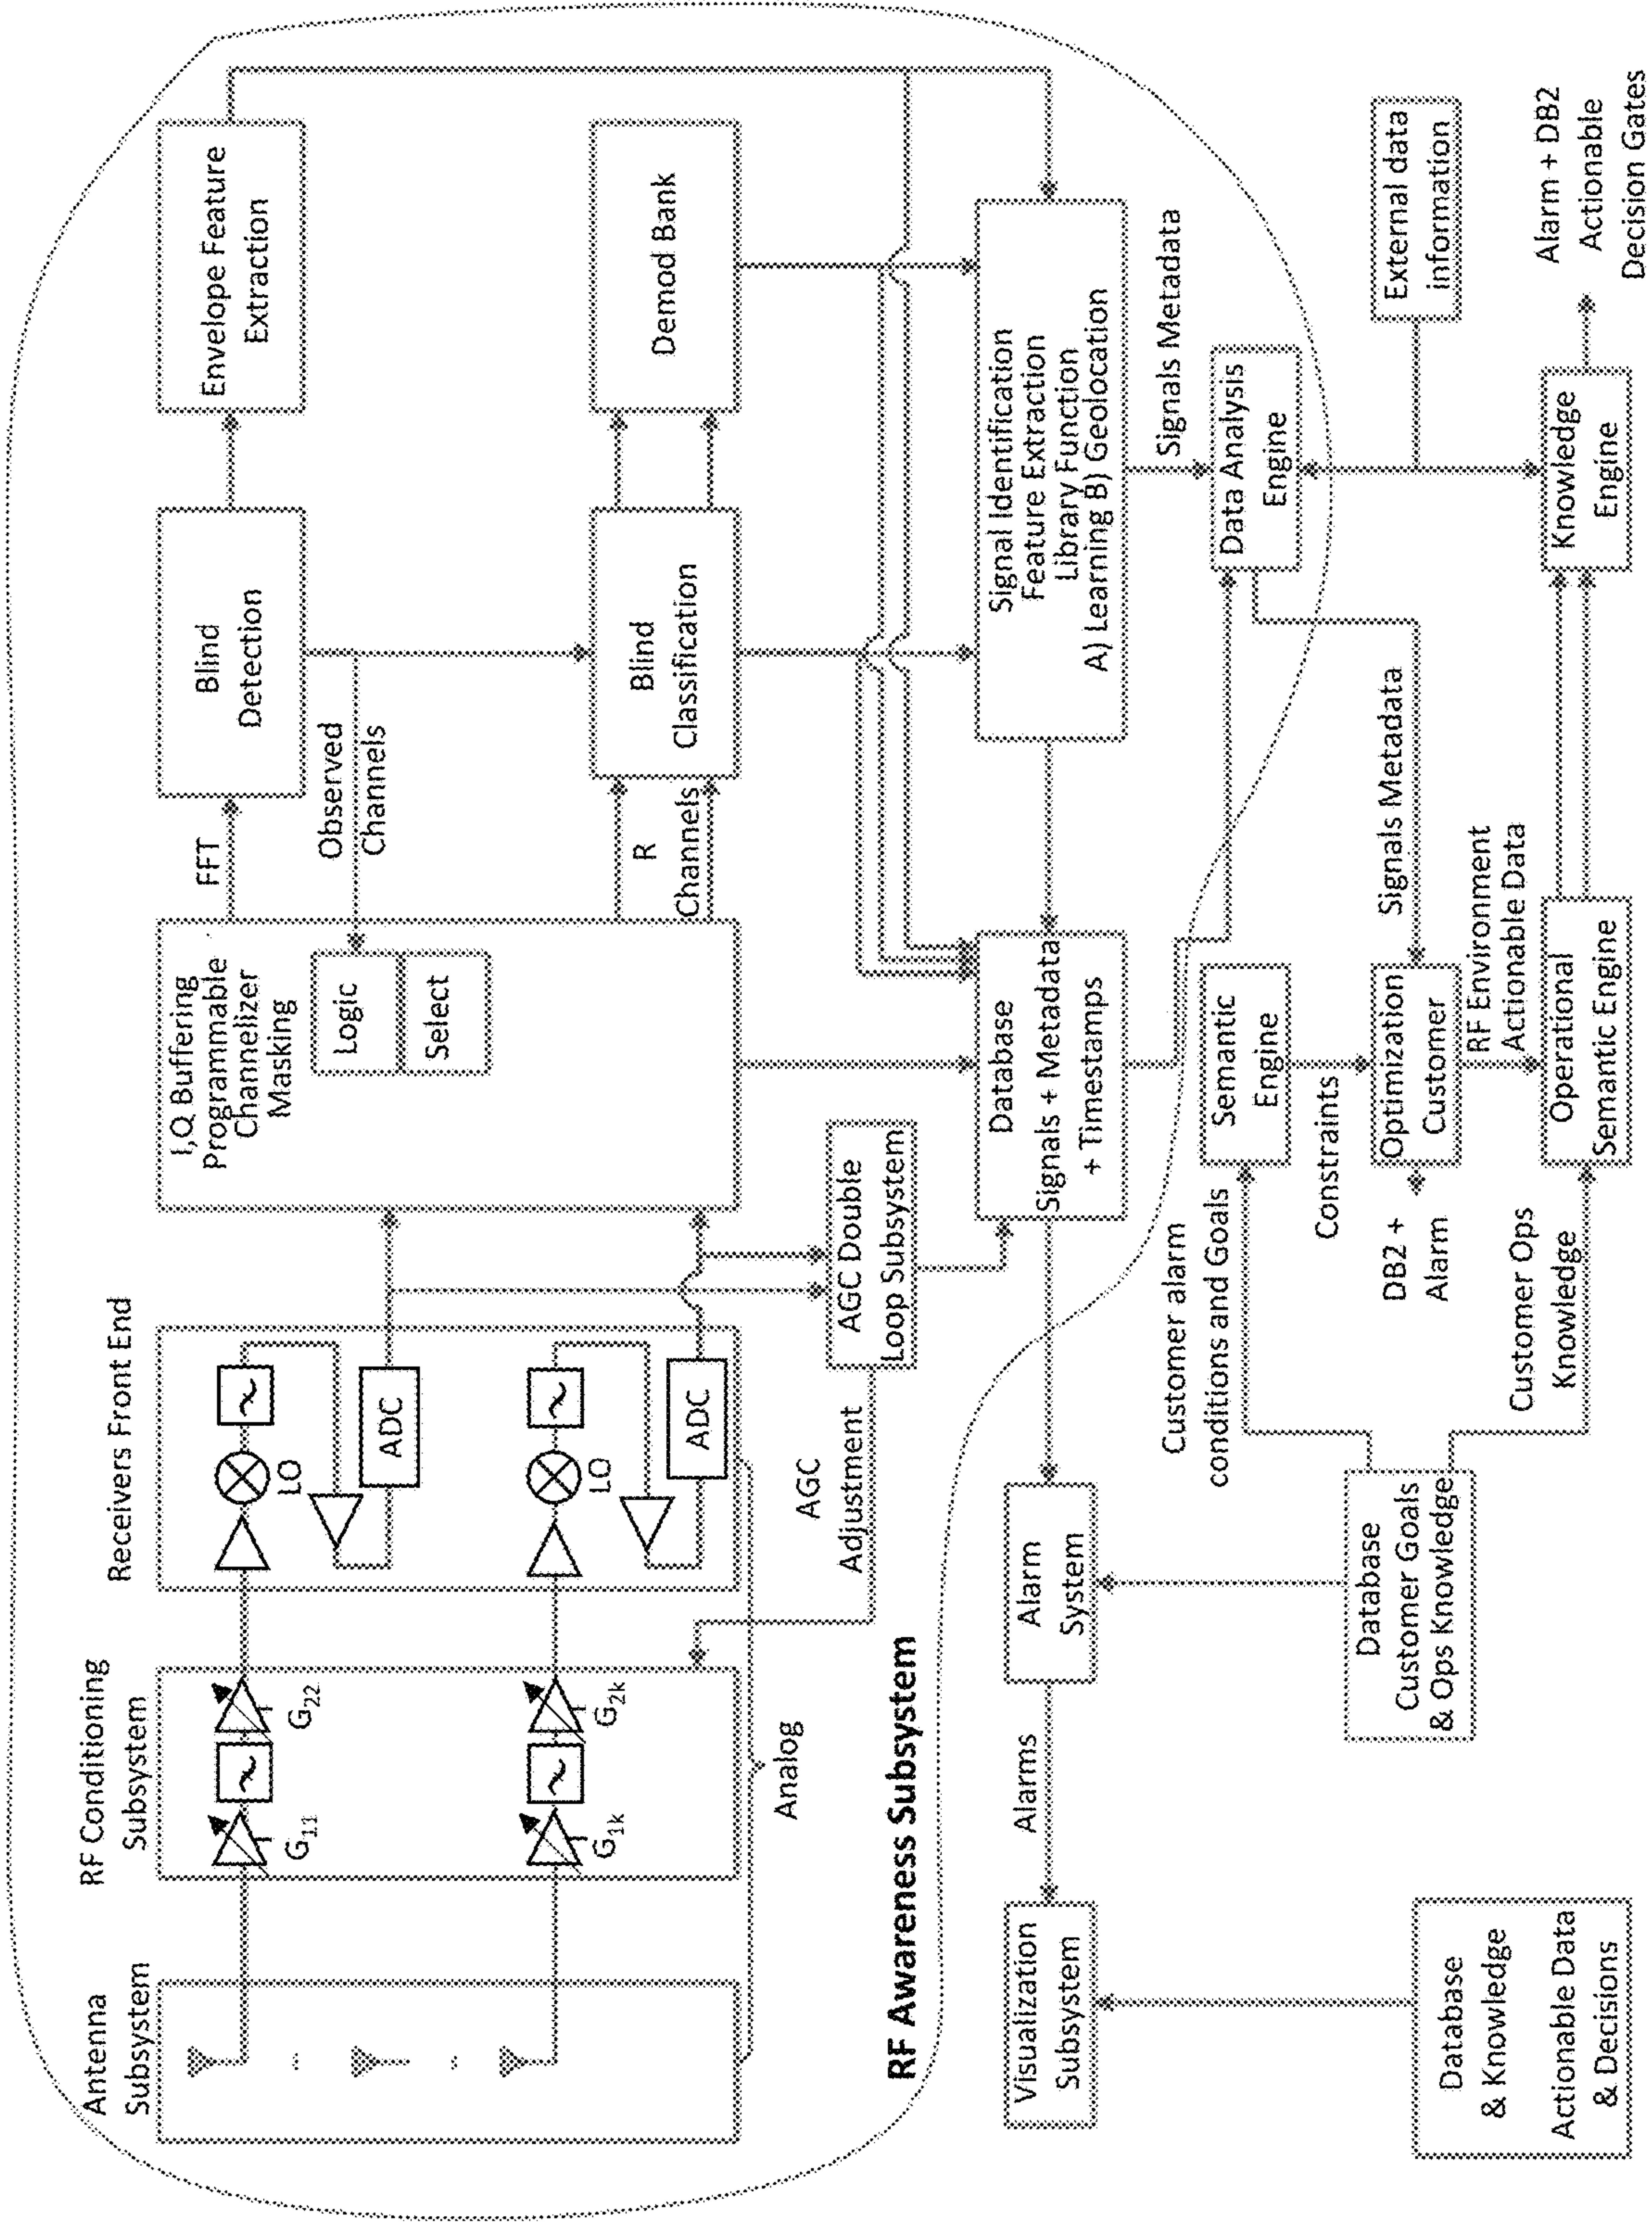 Antenna
Subsystem
RF Conditioning
Subsystem
G11
G22
G1k
G2k
Receivers Front End
LO
ADC
LO
ADC
Analog
I,Q Buffering
Programmable
Channelizer
Masking
Logic
Select
FFT
Observed
Channels
R
Channels
Blind
Detection
Envelope Feature
Extraction
Blind
Classification
Demod Bank
AGC
Adjustment
AGC Double
Loop Subsystem
RF Awareness Subsystem
Database
Signals + Metadata
+ Timestamps
Signal Identification
Feature Extraction
Library Function
A) Learning B) Geolocation
Signals Metadata
Visualization
Subsystem
Alarms
Alarm
System
Customer alarm
conditions and Goals
Semantic
Engine
Data Analysis
Engine
Constraints
Signals Metadata
External data
information
Database
Customer Goals
& Ops Knowledge
DB2 +
Alarm
Optimization
Customer
RF Environment
Actionable Data
Database
& Knowledge
Actionable Data
& Decisions
Customer Ops
Knowledge
Operational
Semantic Engine
Knowledge
Engine
Alarm + DB2
Actionable
Decision Gates